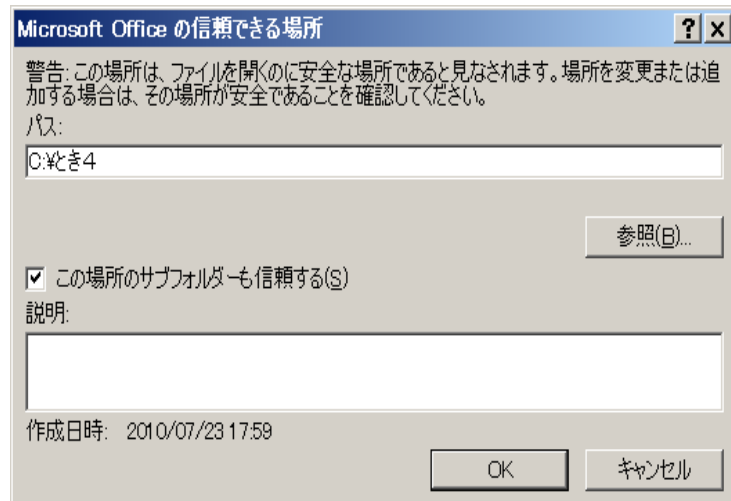 Microsoft Office の信頼できる場所
警告: この場所は、ファイルを開くのに安全な場所であると見なされます。場所を変更または追
加する場合は、その場所が安全であることを確認してください。
パス:
C:¥とき4
参照(B)...
この場所のサブフォルダーも信頼する(S)
説明:
作成日時: 2010/07/23 17:59
OK キャンセル